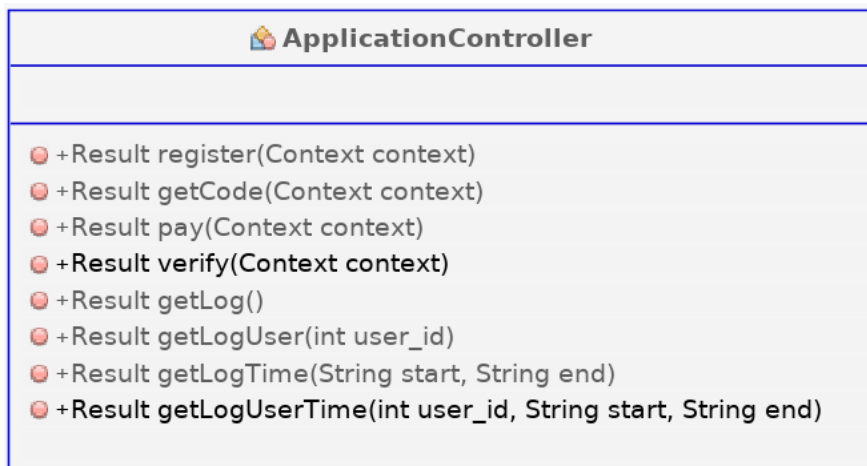 ApplicationController
+Result register(Context context)
+Result getCode(Context context)
+Result pay(Context context)
+Result verify(Context context)
+Result getLog()
+Result getLogUser(int user_id)
+Result getLogTime(String start, String end)
+Result getLogUserTime(int user_id, String start, String end)